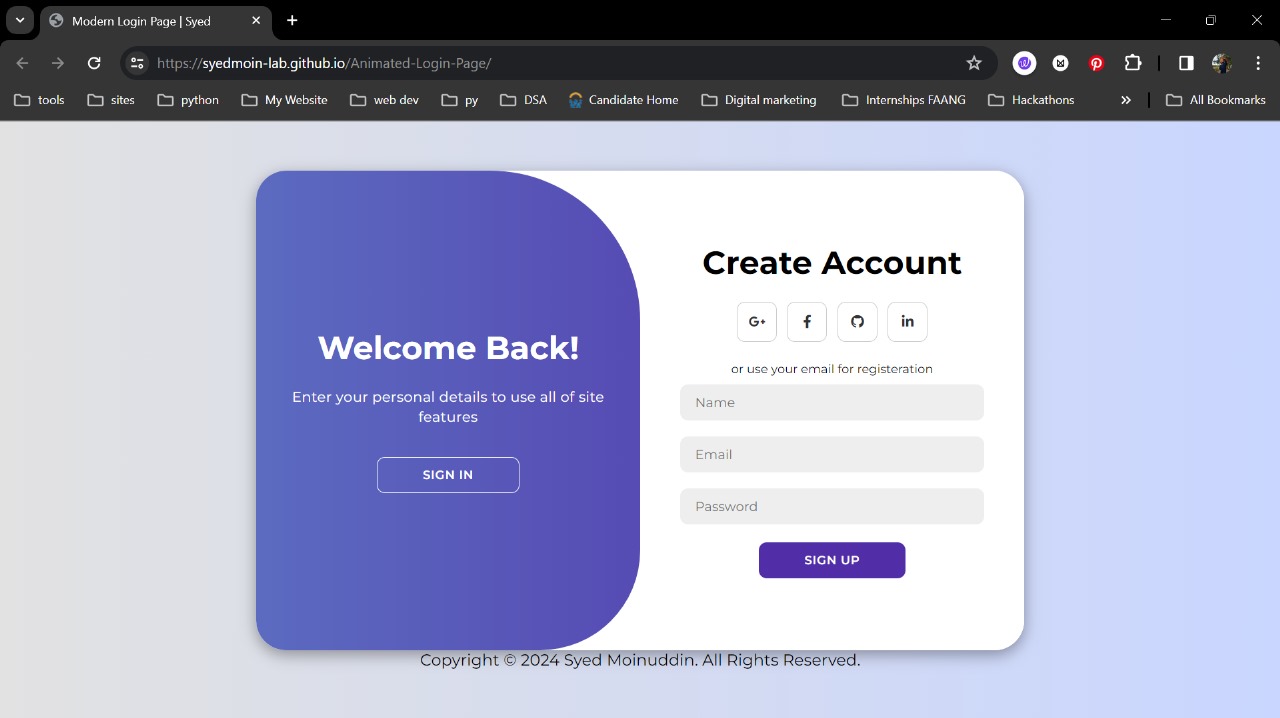 Modern Login Page | Syed
https://syedmoin-lab.github.io/Animated-Login-Page/
tools
sites
python
My Website
web dev
py
DSA
Candidate Home
Digital marketing
Internships FAANG
Hackathons
All Bookmarks
Welcome Back!
Enter your personal details to use all of site
features
SIGN IN
Create Account
G+
f
in
or use your email for registeration
Name
Email
Password
SIGN UP
Copyright © 2024 Syed Moinuddin. All Rights Reserved.